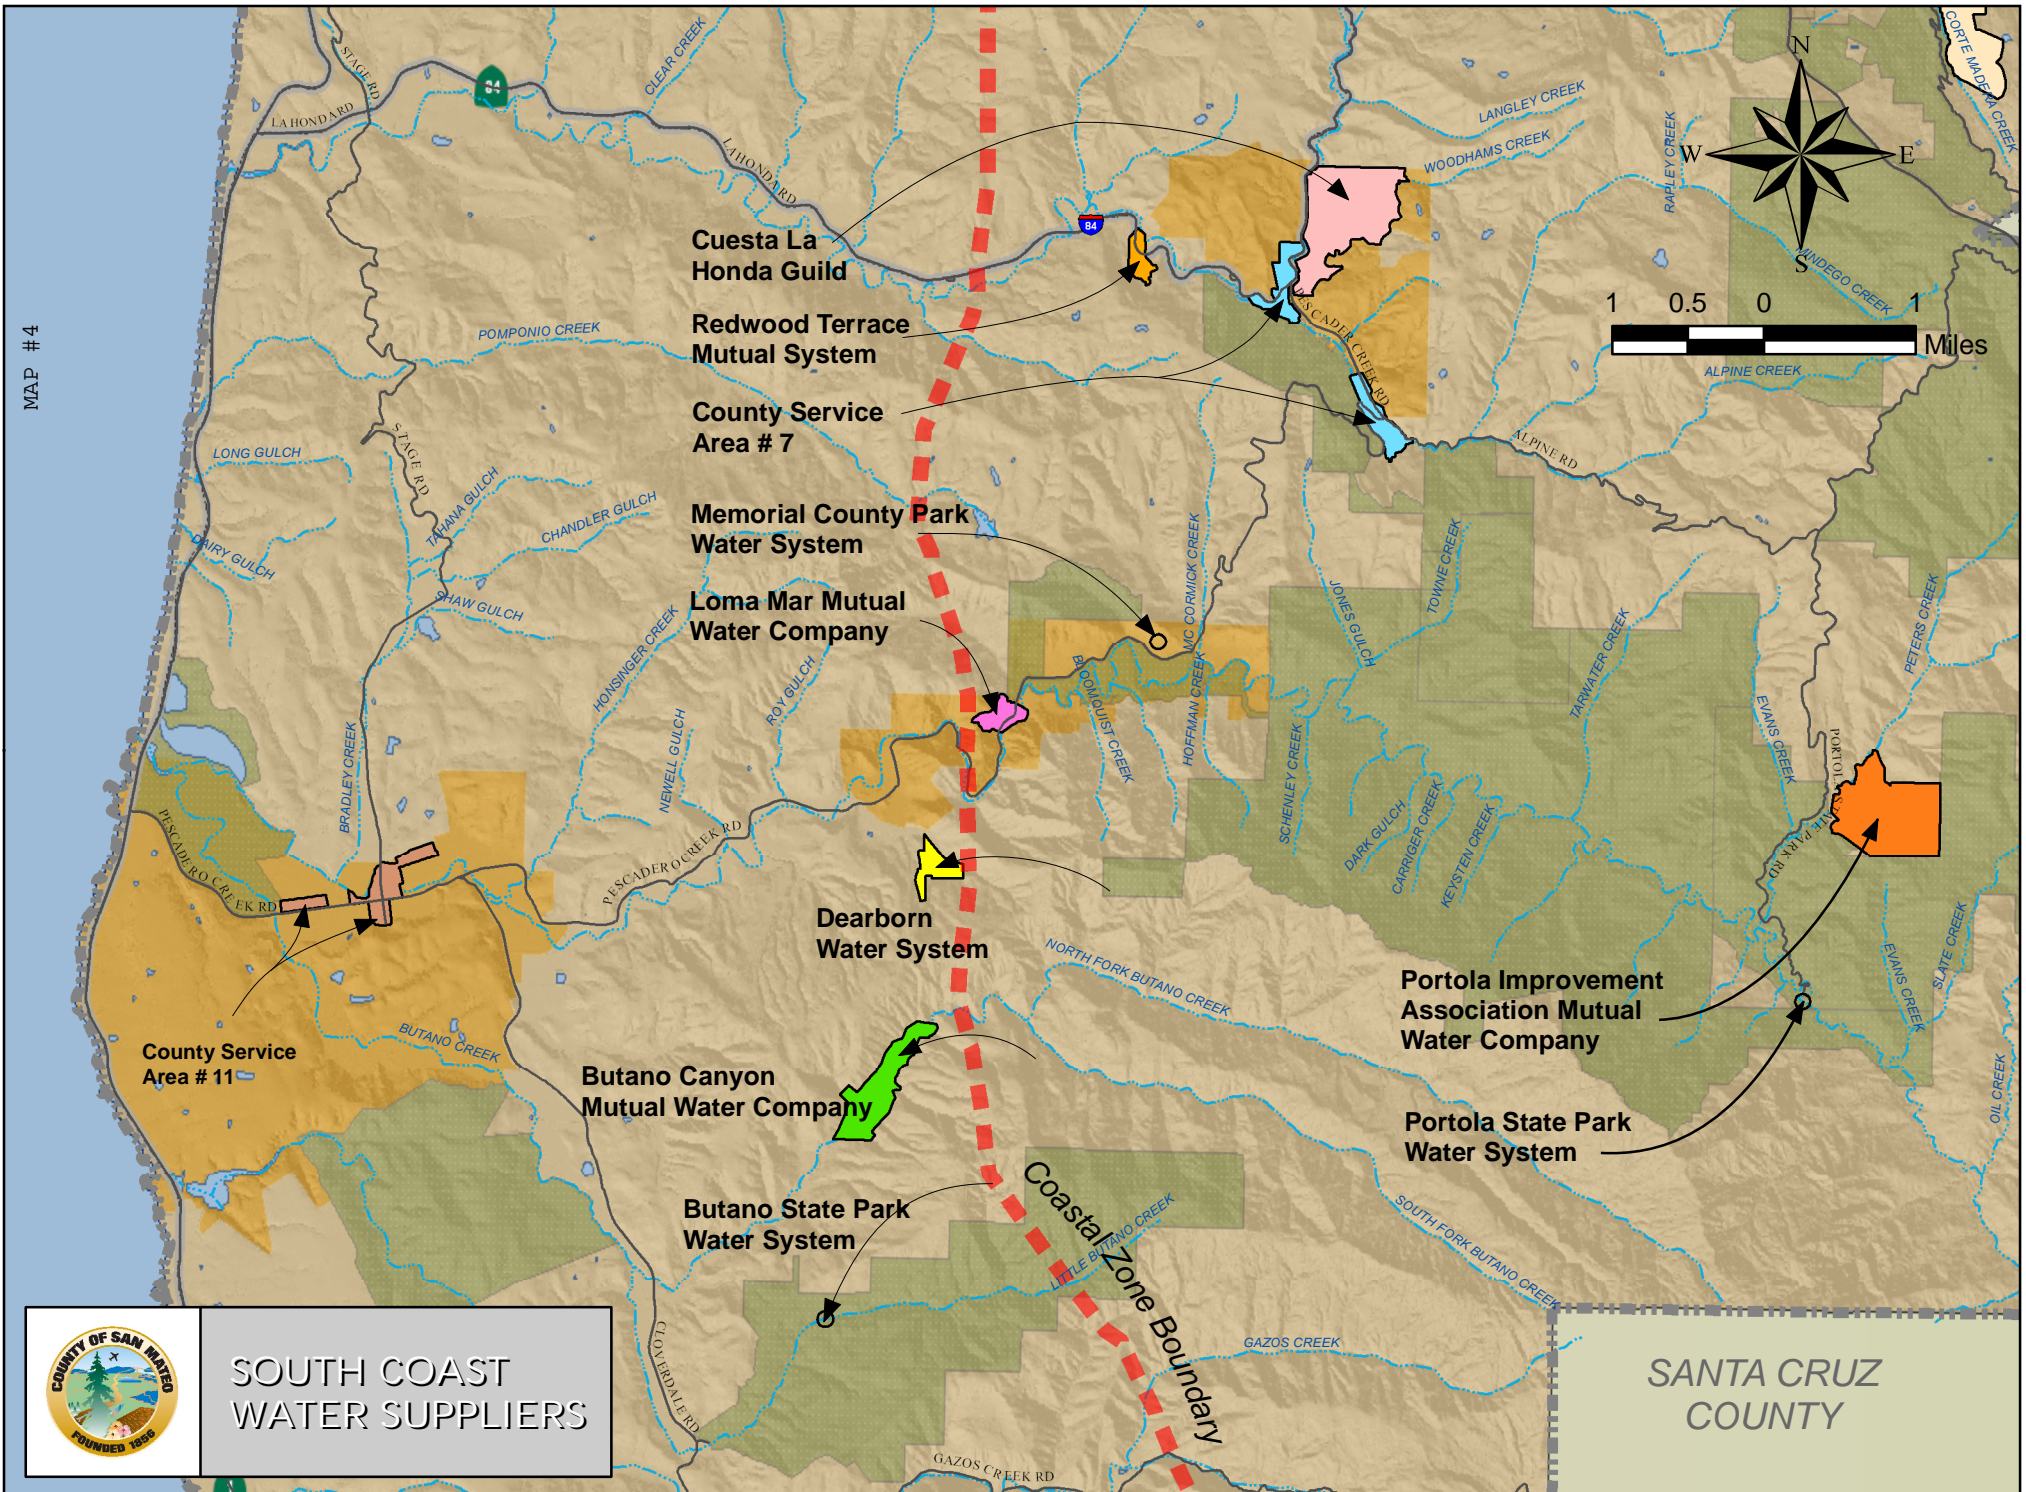 MAP #4
STAGE RD
LA HONDA RD
84
CLEAR CREEK
LA HONDA RD
CORTE MADERA CREEK
LANGLEY CREEK
WOODHAMS CREEK
RAPLEY CREEK
N
W
E
S
MINDEGO CREEK
1 0.5 0 1
Miles
ALPINE CREEK
84
Cuesta La
Honda Guild
Redwood Terrace
Mutual System
County Service
Area # 7
PESCADER CREEK RD
POMPONIO CREEK
STAGE RD
LONG GULCH
DAIRY GULCH
TAHANA GULCH
CHANDLER GULCH
SHAW GULCH
ALPINE RD
Memorial County Park
Water System
Loma Mar Mutual
Water Company
HONSINGER CREEK
ROY GULCH
NEWELL GULCH
BRADLEY CREEK
MC CORMICK CREEK
JONES GULCH
TOWNE CREEK
TARWATER CREEK
PETERS CREEK
EVANS CREEK
BLOOMQUIST CREEK
HOFFMAN CREEK
SCHENLEY CREEK
DARK GULCH
CARRIGER CREEK
KEYSTEN CREEK
PORTOLA STATE PARK RD
PESCADERO CREEK RD
PESCADERO CREEK RD
Dearborn
Water System
NORTH FORK BUTANO CREEK
EVANS CREEK
SLATE CREEK
OIL CREEK
County Service
Area # 11
BUTANO CREEK
Butano Canyon
Mutual Water Company
Portola Improvement
Association Mutual
Water Company
Portola State Park
Water System
Butano State Park
Water System
Coastal Zone Boundary
LITTLE BUTANO CREEK
SOUTH FORK BUTANO CREEK
GAZOS CREEK
CLOVERDALE RD
GAZOS CREEK RD
SANTA CRUZ
COUNTY
COUNTY OF SAN MATEO
FOUNDED 1856
SOUTH COAST
WATER SUPPLIERS